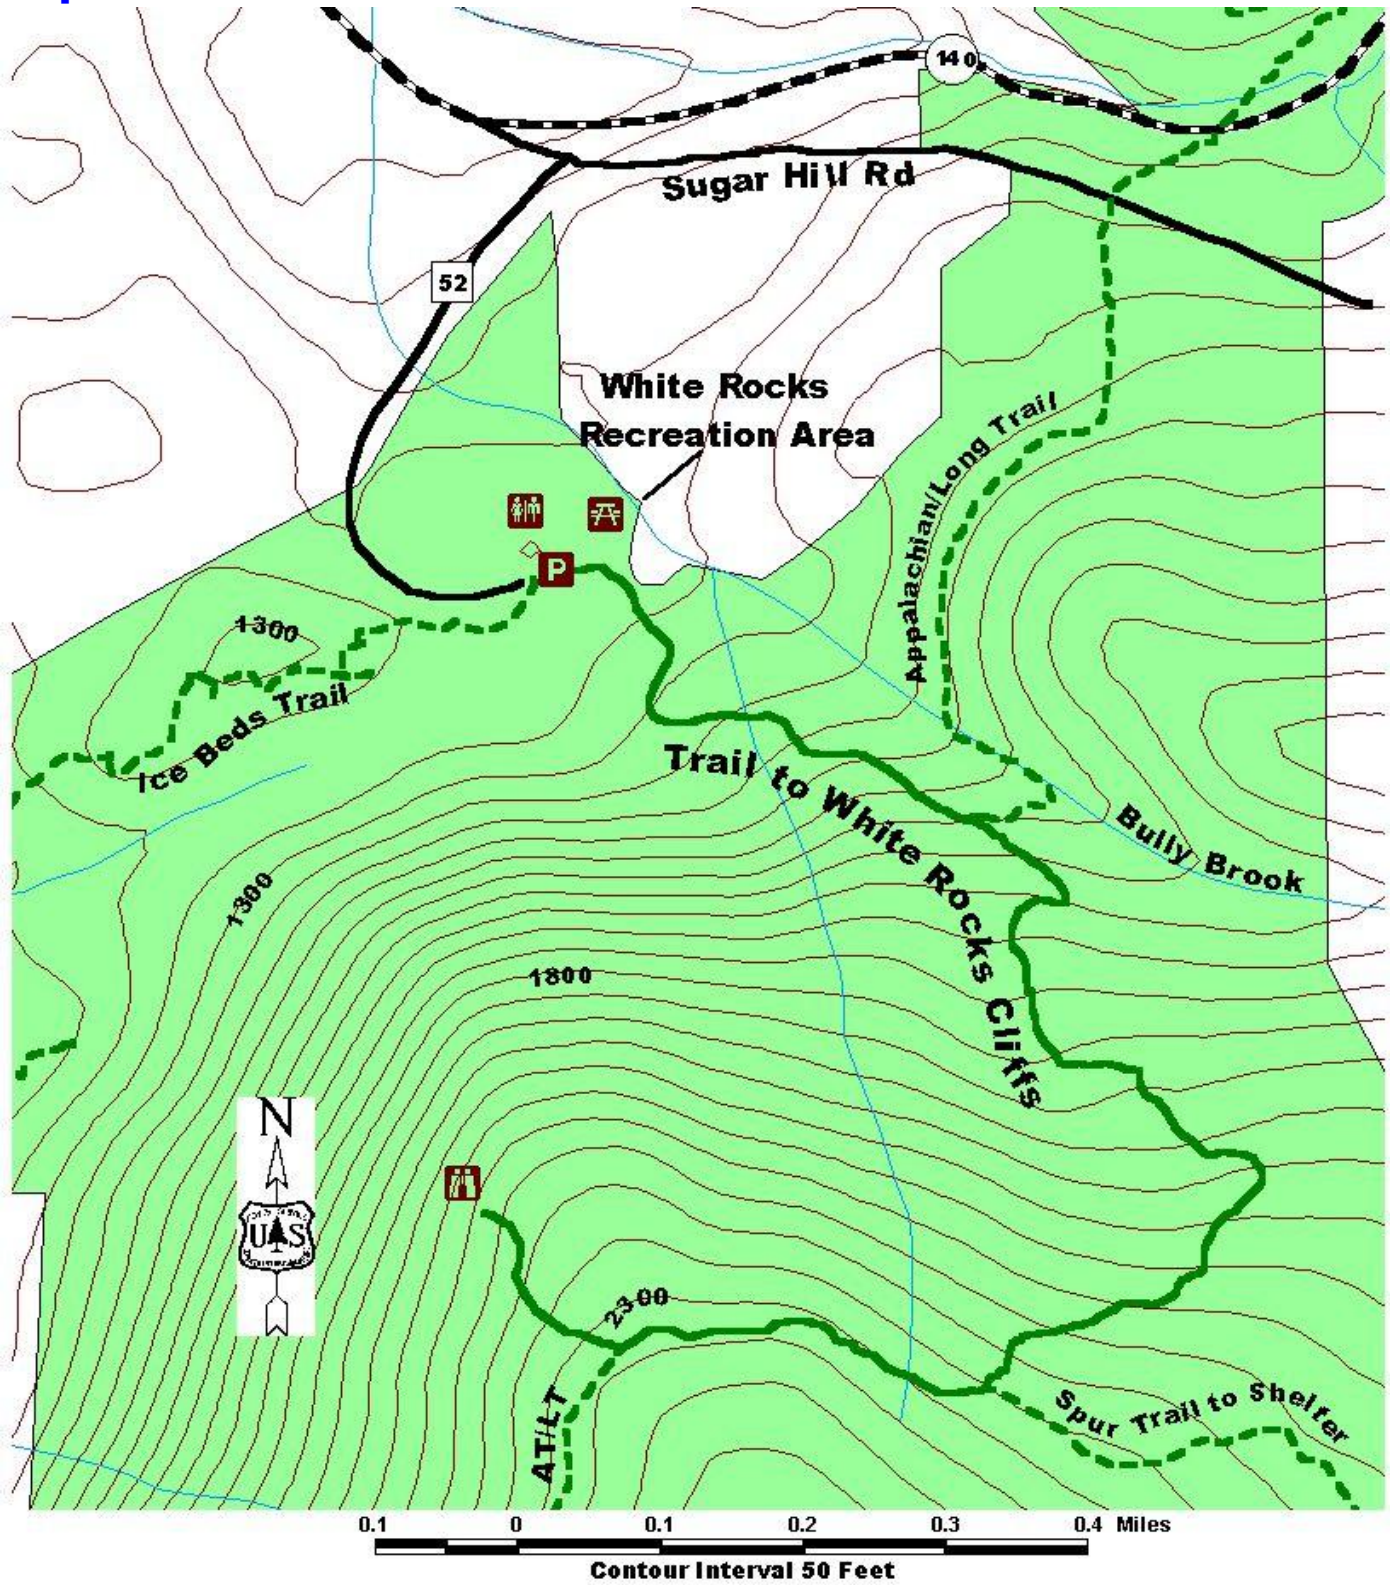 140
Sugar Hill Rd
52
White Rocks
Recreation Area
Appalachian/Long Trail
P
1300
Ice Beds Trail
Trail to White Rocks Cliffs
Bully Brook
1300
1800
N
U S
2300
AT/LT
Spur Trail to Shelter
0.1 0 0.1 0.2 0.3 0.4 Miles
Contour Interval 50 Feet